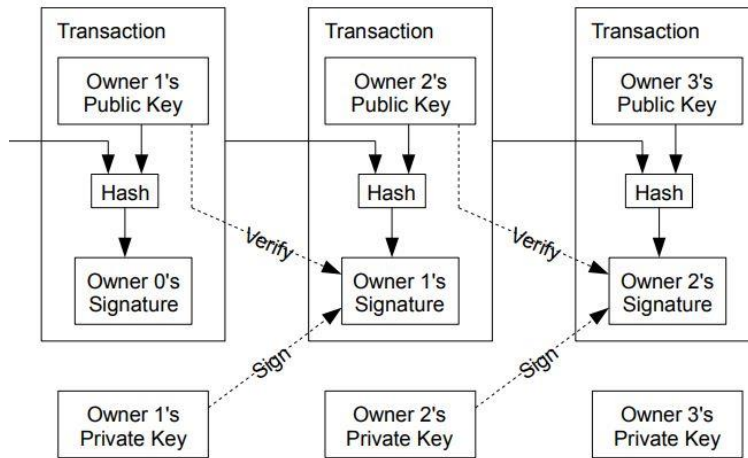 Transaction
Transaction
Transaction
Owner 1's
Public Key
Owner 2's
Public Key
Owner 3's
Public Key
Hash
Hash
Hash
Verify
Verify
Owner 0's
Signature
Owner 1's
Signature
Owner 2's
Signature
Sign
Sign
Owner 1's
Private Key
Owner 2's
Private Key
Owner 3's
Private Key